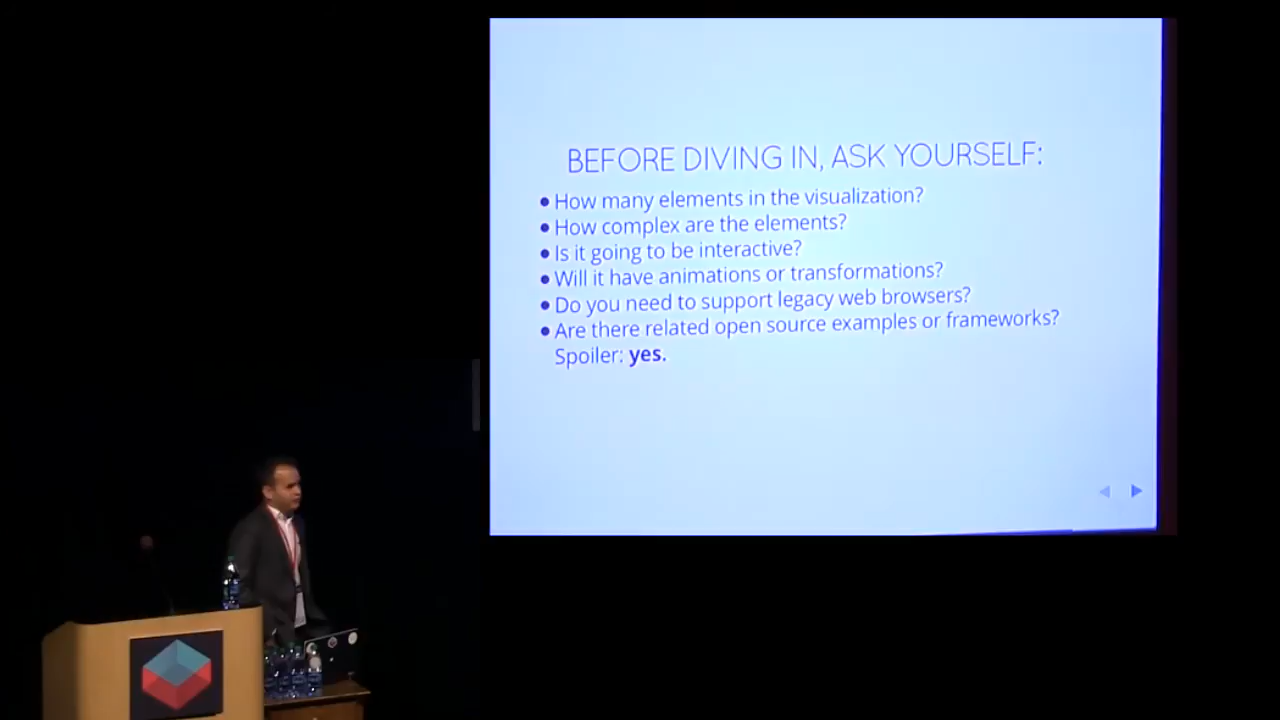 BEFORE DIVING IN, ASK YOURSELF:
How many elements in the visualization?
How complex are the elements?
Is it going to be interactive?
Will it have animations or transformations?
Do you need to support legacy web browsers?
Are there related open source examples or frameworks?
Spoiler: yes.